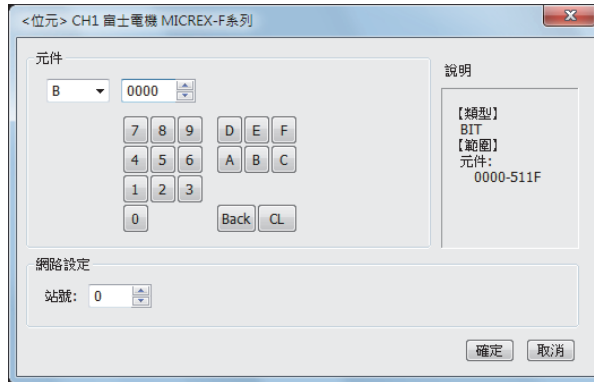 <位元> CH1 富士電機 MICREX-F系列
元件
B 0000
7 8 9 D E F
4 5 6 A B C
1 2 3
0 Back CL
說明
【類型】
BIT
【範圍】
元件:
0000-511F
網路設定
站號: 0
確定 取消